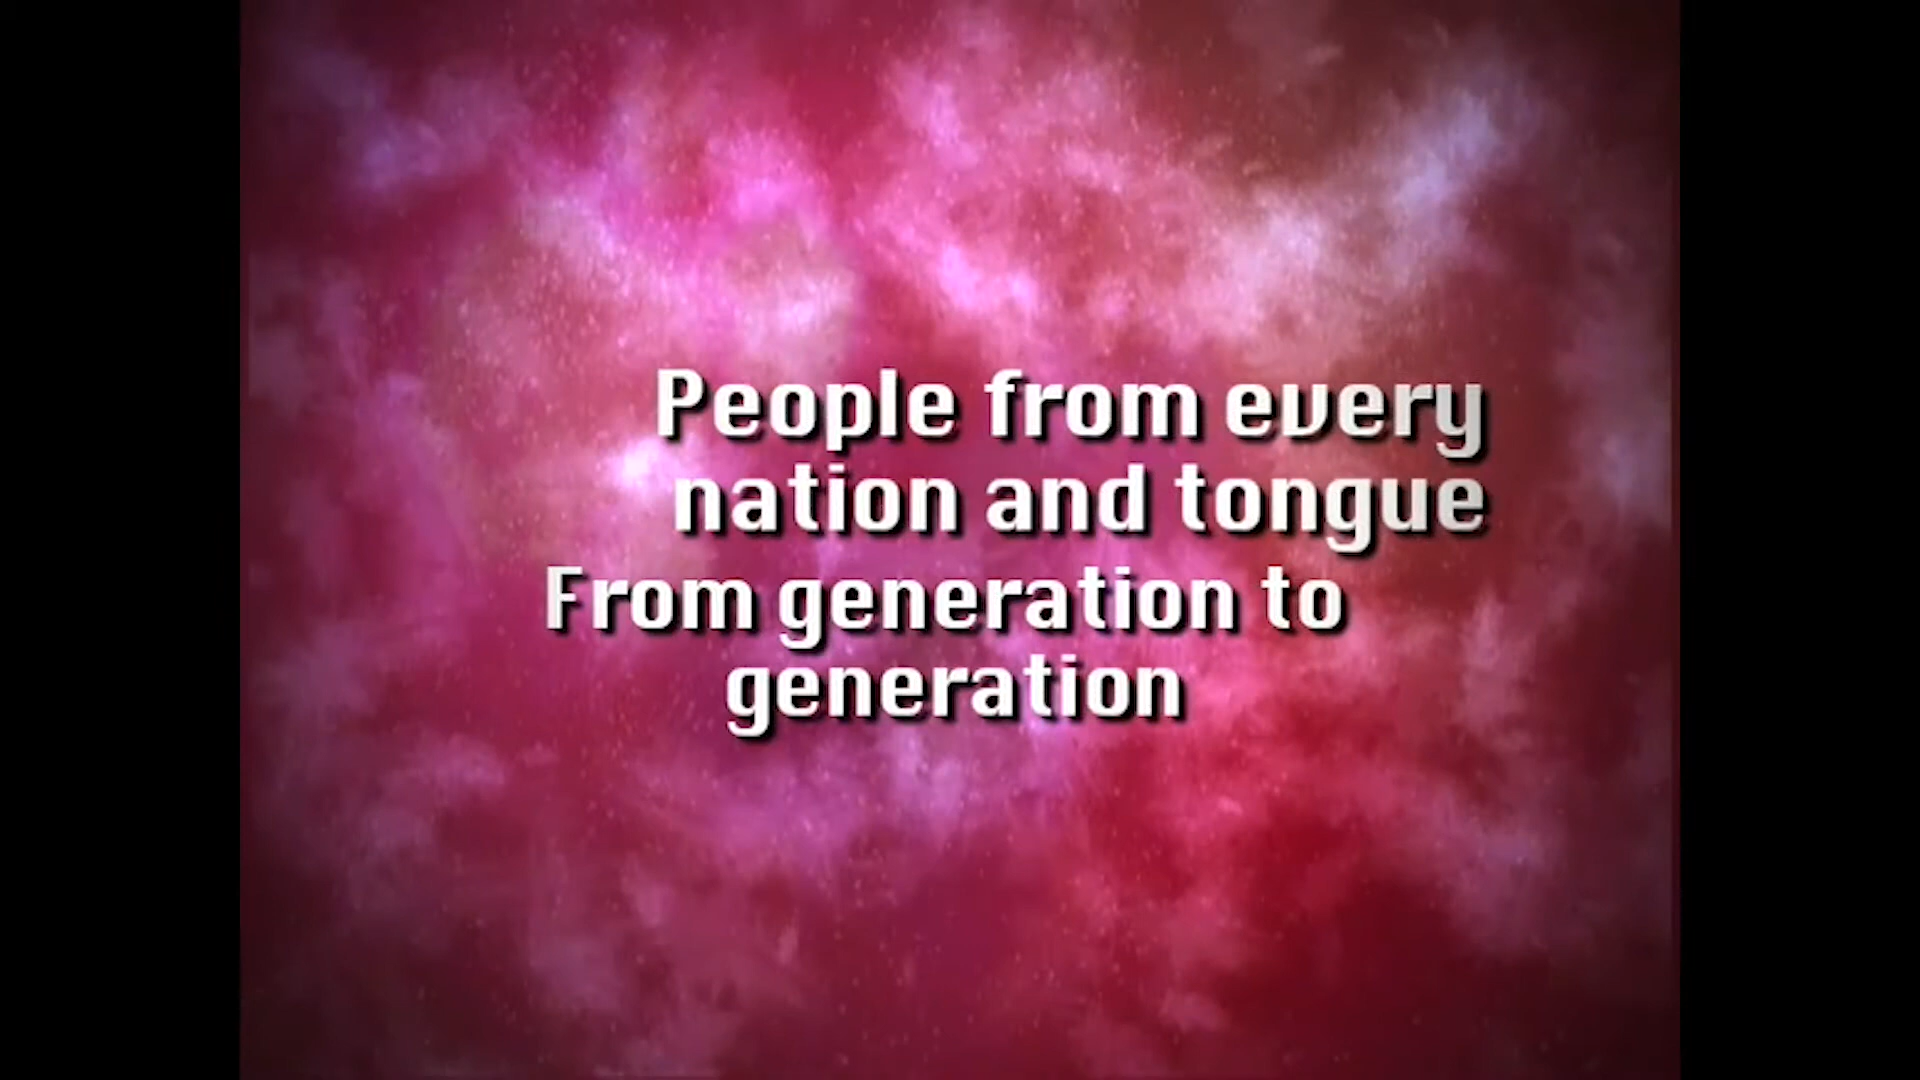 People from every
nation and tongue
From generation to
generation